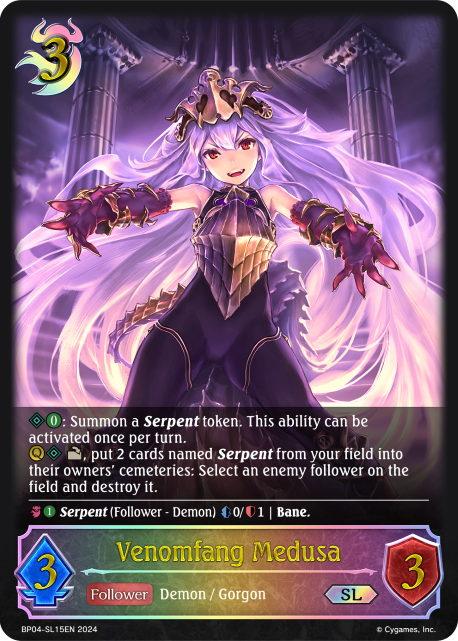 3
0: Summon a Serpent token. This ability can be
activated once per turn.
Q, put 2 cards named Serpent from your field into
their owners' cemeteries: Select an enemy follower on the
field and destroy it.
1 Serpent (Follower - Demon) 0/1 | Bane.
Venomfang Medusa
3
Follower Demon / Gorgon SL
3
BP04-SL15EN 2024 © Cygames, Inc.